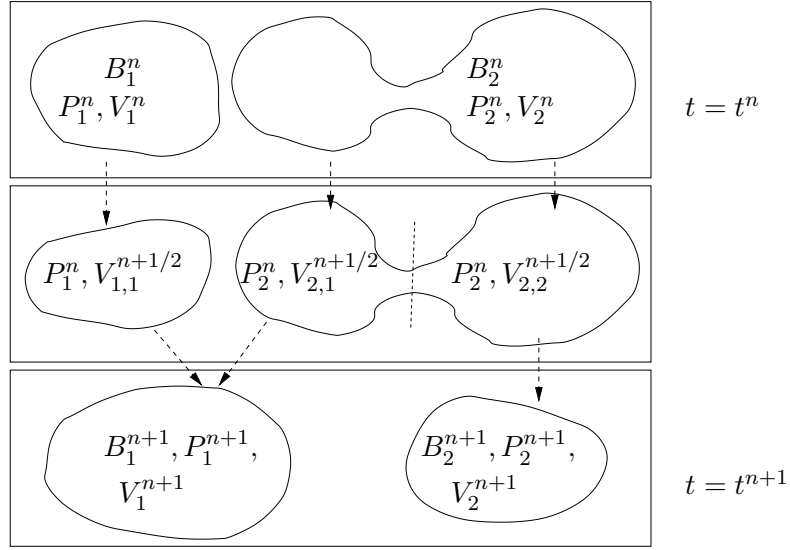 B_1^n B_2^n
P_1^n, V_1^n P_2^n, V_2^n t = t^n
P_1^n, V_{1,1}^{n+1/2} P_2^n, V_{2,1}^{n+1/2} P_2^n, V_{2,2}^{n+1/2}
B_1^{n+1}, P_1^{n+1}, B_2^{n+1}, P_2^{n+1},
V_1^{n+1} V_2^{n+1} t = t^{n+1}